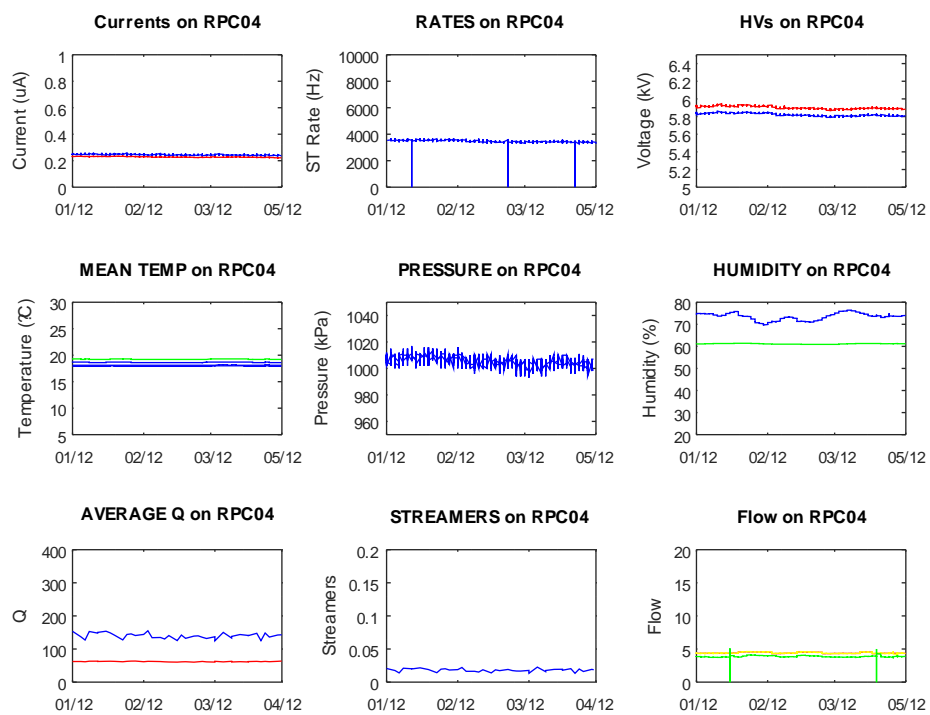 Currents on RPC04
RATES on RPC04
HVs on RPC04
Current (uA)
1
0.8
0.6
0.4
0.2
0
01/12 02/12 03/12 05/12
ST Rate (Hz)
10000
8000
6000
4000
2000
0
01/12 02/12 03/12 05/12
Voltage (kV)
6.4
6.2
6
5.8
5.6
5.4
5.2
5
01/12 02/12 03/12 05/12
MEAN TEMP on RPC04
PRESSURE on RPC04
HUMIDITY on RPC04
Temperature (?C)
30
25
20
15
10
5
01/12 02/12 03/12 05/12
Pressure (kPa)
1040
1020
1000
980
960
01/12 02/12 03/12 05/12
Humidity (%)
80
70
60
50
40
30
20
01/12 02/12 03/12 05/12
AVERAGE Q on RPC04
STREAMERS on RPC04
Flow on RPC04
Q
400
300
200
100
0
01/12 02/12 03/12 04/12
Streamers
0.2
0.15
0.1
0.05
0
01/12 02/12 03/12 04/12
Flow
20
15
10
5
0
01/12 02/12 03/12 05/12